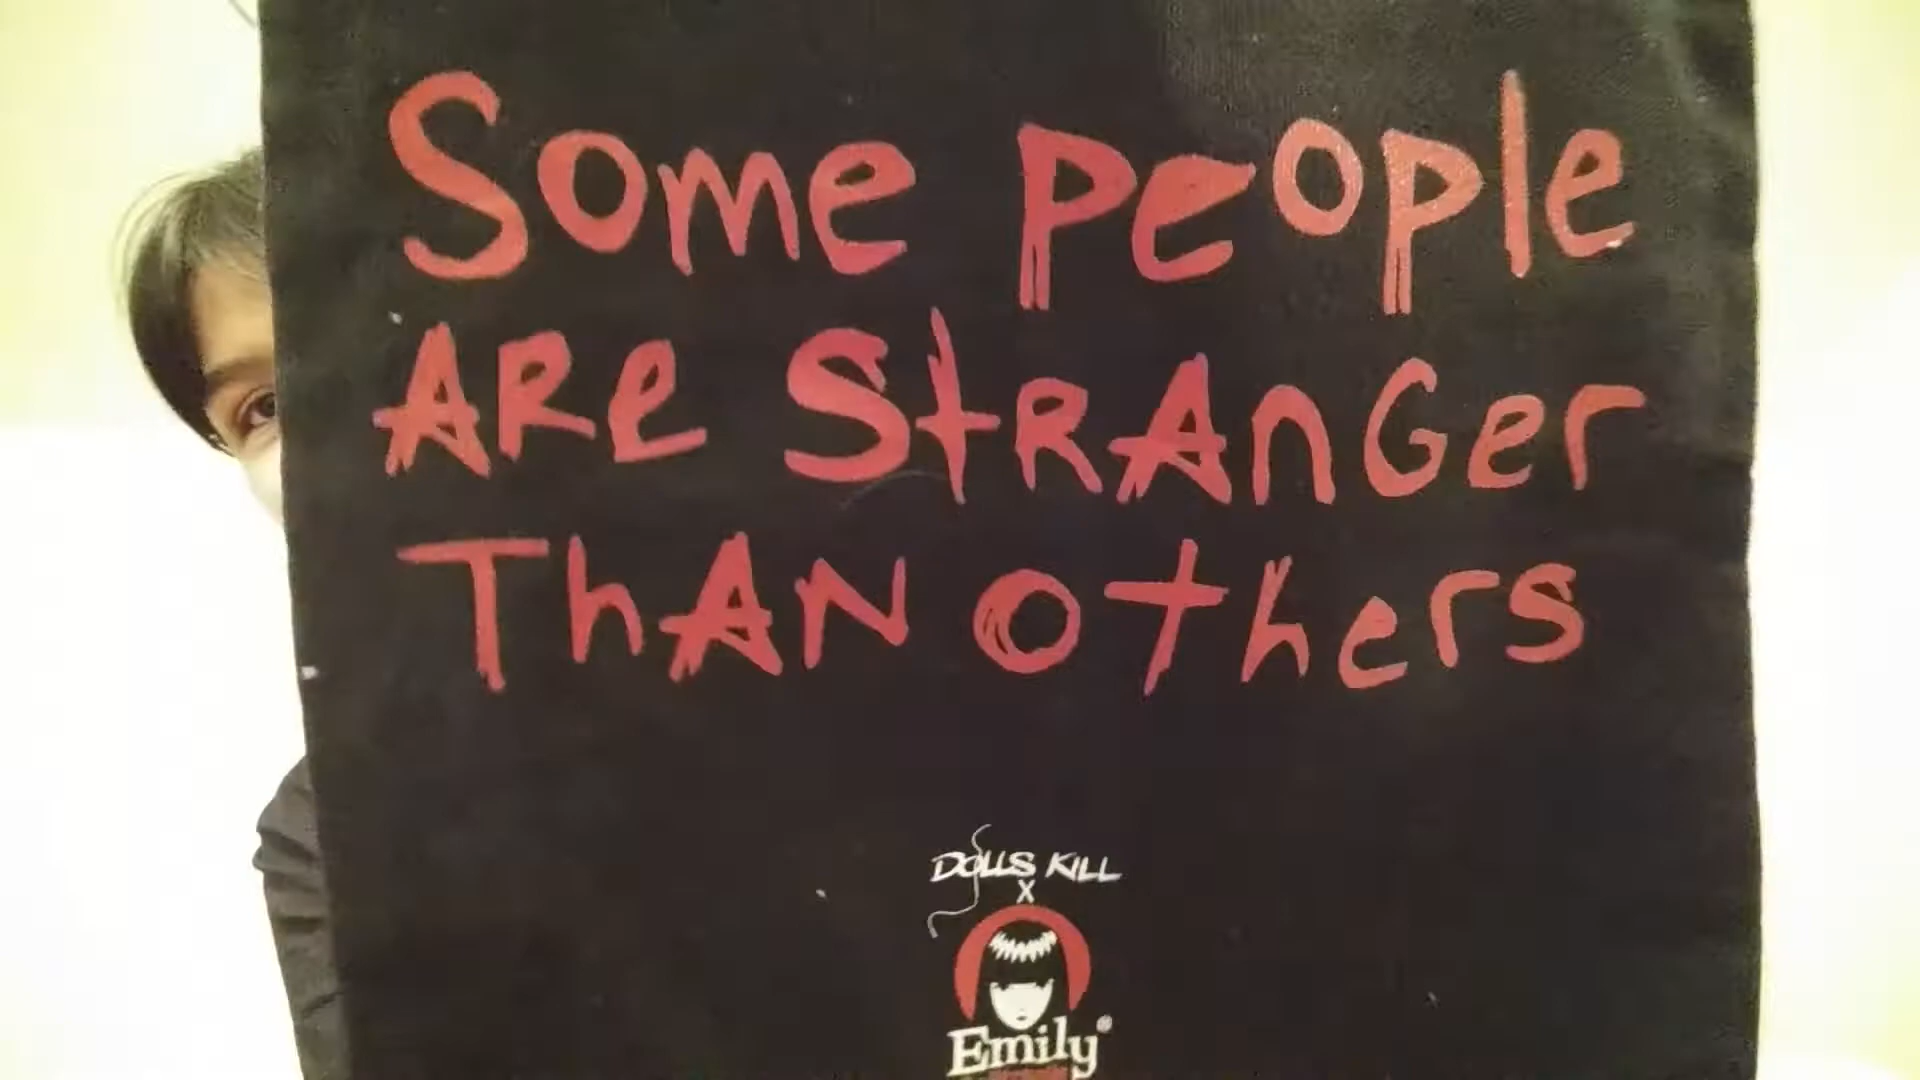 Some people
ARe StRAnGer
ThAN others
DOLLS KILL
X
Emily®